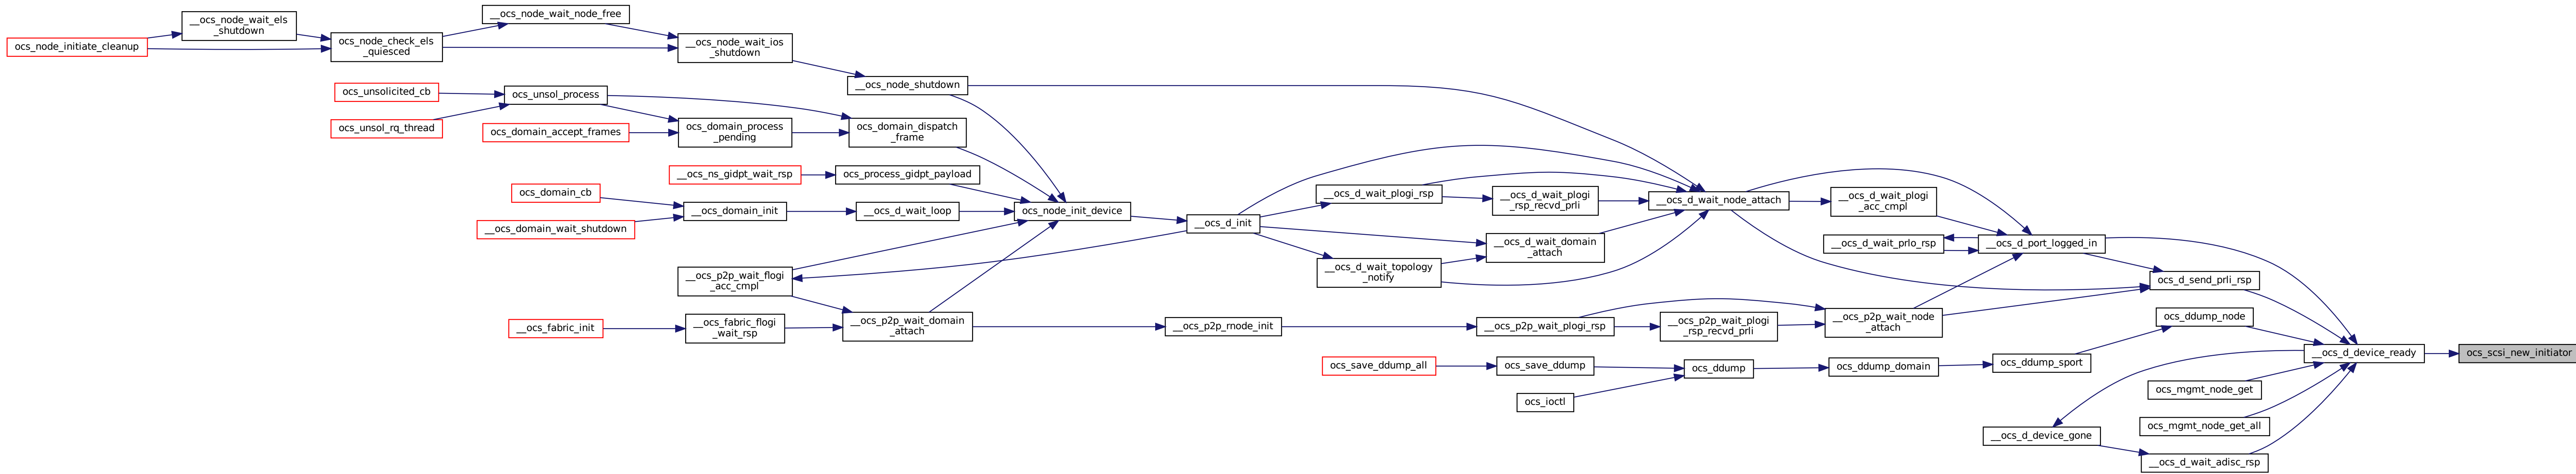 ocs_node_initiate_cleanup
__ocs_node_wait_els
_shutdown
ocs_node_check_els
_quiesced
__ocs_node_wait_node_free
__ocs_node_wait_ios
_shutdown
__ocs_node_shutdown
ocs_unsolicited_cb
ocs_unsol_rq_thread
ocs_unsol_process
ocs_domain_accept_frames
ocs_domain_process
_pending
ocs_domain_dispatch
_frame
__ocs_ns_gidpt_wait_rsp
ocs_process_gidpt_payload
ocs_domain_cb
__ocs_domain_wait_shutdown
__ocs_domain_init
__ocs_d_wait_loop
ocs_node_init_device
__ocs_p2p_wait_flogi
_acc_cmpl
__ocs_fabric_init
__ocs_fabric_flogi
_wait_rsp
__ocs_p2p_wait_domain
_attach
__ocs_d_init
__ocs_p2p_rnode_init
__ocs_d_wait_plogi_rsp
__ocs_d_wait_plogi
_rsp_recvd_prli
__ocs_d_wait_domain
_attach
__ocs_d_wait_topology
_notify
__ocs_p2p_wait_plogi_rsp
__ocs_p2p_wait_plogi
_rsp_recvd_prli
__ocs_d_wait_node_attach
__ocs_d_wait_plogi
_acc_cmpl
__ocs_d_wait_prlo_rsp
__ocs_d_port_logged_in
ocs_d_send_prli_rsp
__ocs_p2p_wait_node
_attach
ocs_save_ddump_all
ocs_save_ddump
ocs_ioctl
ocs_ddump
ocs_ddump_domain
ocs_ddump_sport
ocs_ddump_node
__ocs_d_device_ready
ocs_scsi_new_initiator
ocs_mgmt_node_get
ocs_mgmt_node_get_all
__ocs_d_device_gone
__ocs_d_wait_adisc_rsp